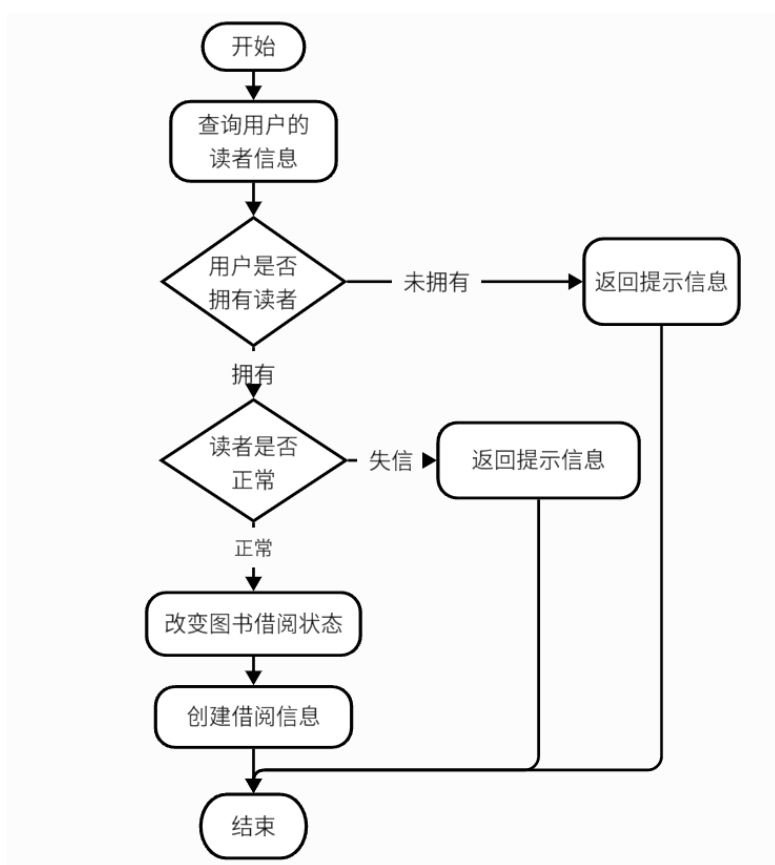 开始
查询用户的
读者信息
用户是否
拥有读者
未拥有
返回提示信息
拥有
读者是否
正常
失信
返回提示信息
正常
改变图书借阅状态
创建借阅信息
结束